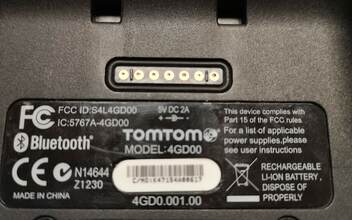 FCC ID:S4L4GD00
IC:5767A-4GD00
5V DC 2A
This device complies with
Part 15 of the FCC rules
For a list of applicable
power supplies,please
see user instruction
Bluetooth®
TOMTOM
MODEL:4GD00
N14644
Z1230
MADE IN CHINA
4GD0.001.00
RECHARGEABLE
LI-ION BATTERY,
DISPOSE OF
PROPERLY